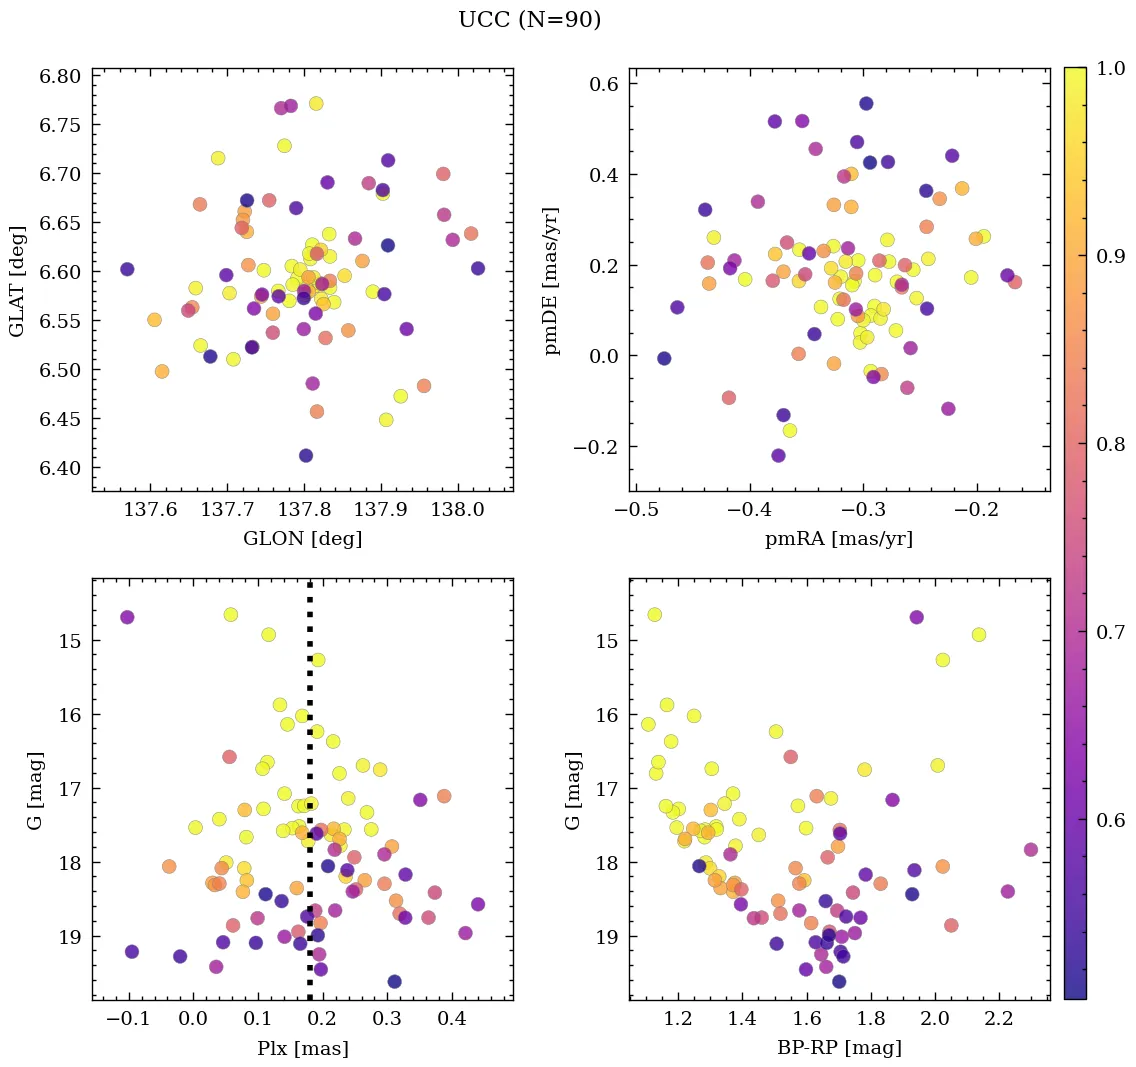 UCC (N=90)
6.80
6.75
6.70
6.65
6.60
6.55
6.50
6.45
6.40
GLAT [deg]
137.6 137.7 137.8 137.9 138.0
GLON [deg]
0.6
0.4
0.2
0.0
−0.2
pmDE [mas/yr]
−0.5 −0.4 −0.3 −0.2
pmRA [mas/yr]
1.0
0.9
0.8
0.7
0.6
15
16
17
18
19
G [mag]
−0.1 0.0 0.1 0.2 0.3 0.4
Plx [mas]
15
16
17
18
19
G [mag]
1.2 1.4 1.6 1.8 2.0 2.2
BP-RP [mag]